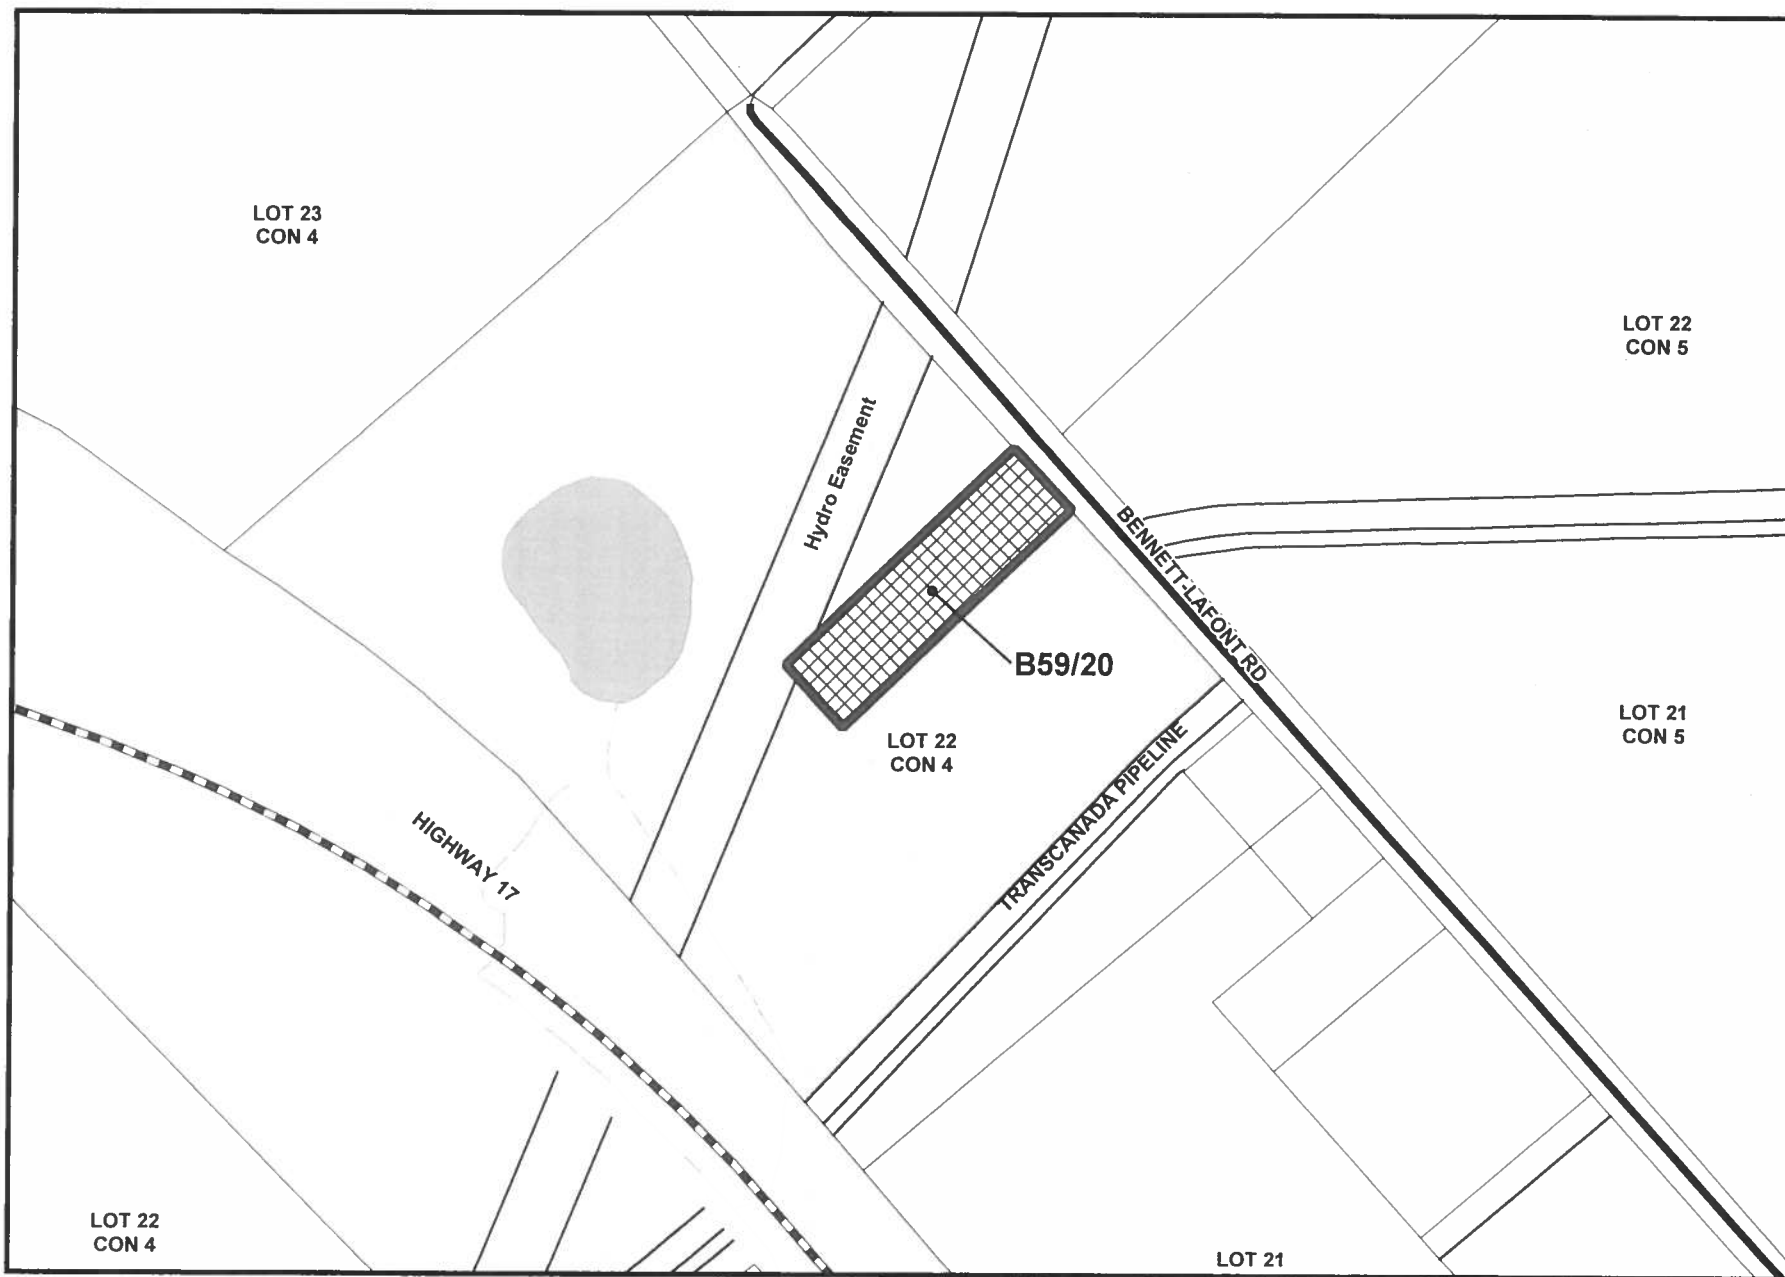 LOT 23
CON 4
LOT 22
CON 5
Hydro Easement
BENNETT-LAFONT RD
B59/20
LOT 22
CON 4
LOT 21
CON 5
TRANSCANADA PIPELINE
HIGHWAY 17
LOT 22
CON 4
LOT 21